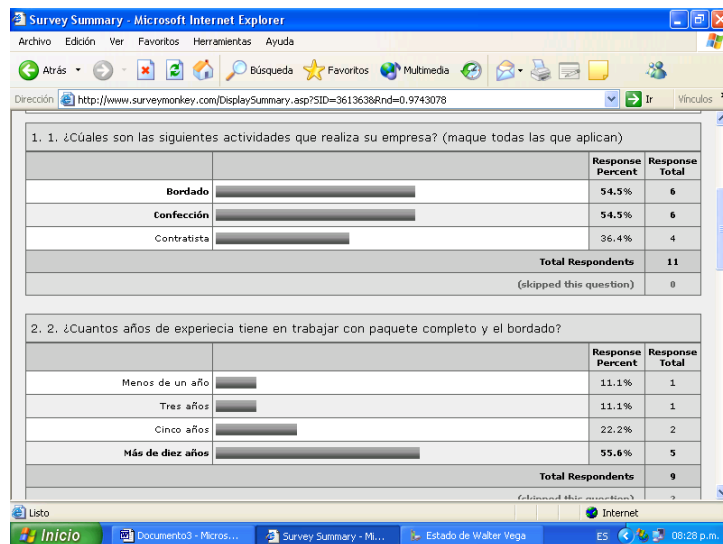 Survey Summary - Microsoft Internet Explorer
Archivo Edición Ver Favoritos Herramientas Ayuda
Atrás Búsqueda Favoritos Multimedia
Dirección http://www.surveymonkey.com/DisplaySummary.asp?SID=361363&Rnd=0.9743078 Ir Vínculos
1. 1. ¿Cúales son las siguientes actividades que realiza su empresa? (maque todas las que aplican)
Response Percent Response Total
Bordado 54.5% 6
Confección 54.5% 6
Contratista 36.4% 4
Total Respondents 11
(skipped this question) 0
2. 2. ¿Cuantos años de experiecia tiene en trabajar con paquete completo y el bordado?
Response Percent Response Total
Menos de un año 11.1% 1
Tres años 11.1% 1
Cinco años 22.2% 2
Más de diez años 55.6% 5
Total Respondents 9
(skipped this question) 2
Listo Internet
Inicio Documento3 - Micros... Survey Summary - Mi... Estado de Walter Vega ES 08:28 p.m.